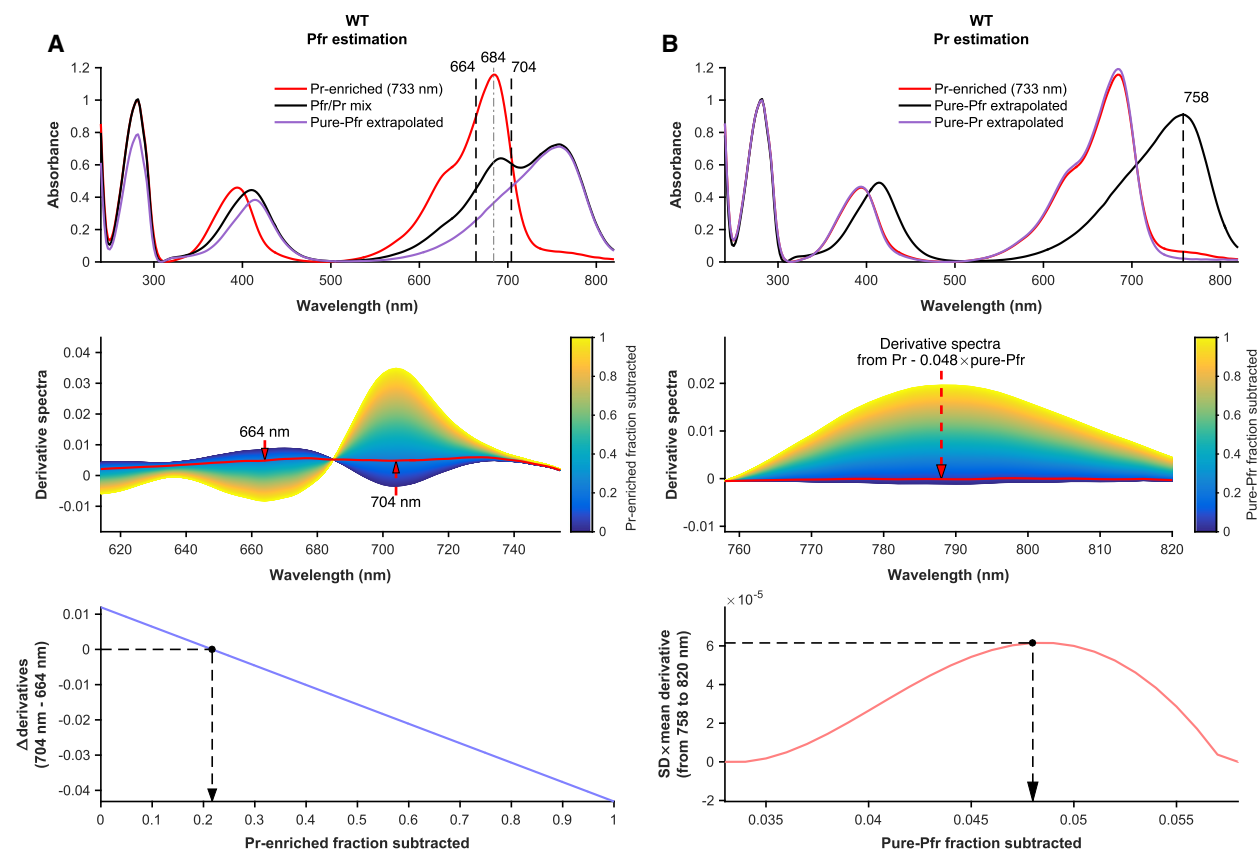 A
WT
Pfr estimation
664
684
704
Pr-enriched (733 nm)
Pfr/Pr mix
Pure-Pfr extrapolated
1.2
1
0.8
0.6
0.4
0.2
0
Absorbance
300
400
500
600
700
800
Wavelength (nm)
B
WT
Pr estimation
758
Pr-enriched (733 nm)
Pure-Pfr extrapolated
Pure-Pr extrapolated
1.2
1
0.8
0.6
0.4
0.2
0
Absorbance
300
400
500
600
700
800
Wavelength (nm)
0.04
0.03
0.02
0.01
0
-0.01
Derivative spectra
664 nm
704 nm
620
640
660
680
700
720
740
Wavelength (nm)
1
0.8
0.6
0.4
0.2
0
Pr-enriched fraction subtracted
Derivative spectra
from Pr - 0.048×pure-Pfr
0.02
0.01
0
-0.01
Derivative spectra
760
770
780
790
800
810
820
Wavelength (nm)
1
0.8
0.6
0.4
0.2
0
Pure-Pfr fraction subtracted
0.01
0
-0.01
-0.02
-0.03
-0.04
Δderivatives
(704 nm - 664 nm)
0
0.1
0.2
0.3
0.4
0.5
0.6
0.7
0.8
0.9
1
Pr-enriched fraction subtracted
×10-5
6
4
2
0
-2
SD×mean derivative
(from 758 to 820 nm)
0.035
0.04
0.045
0.05
0.055
Pure-Pfr fraction subtracted